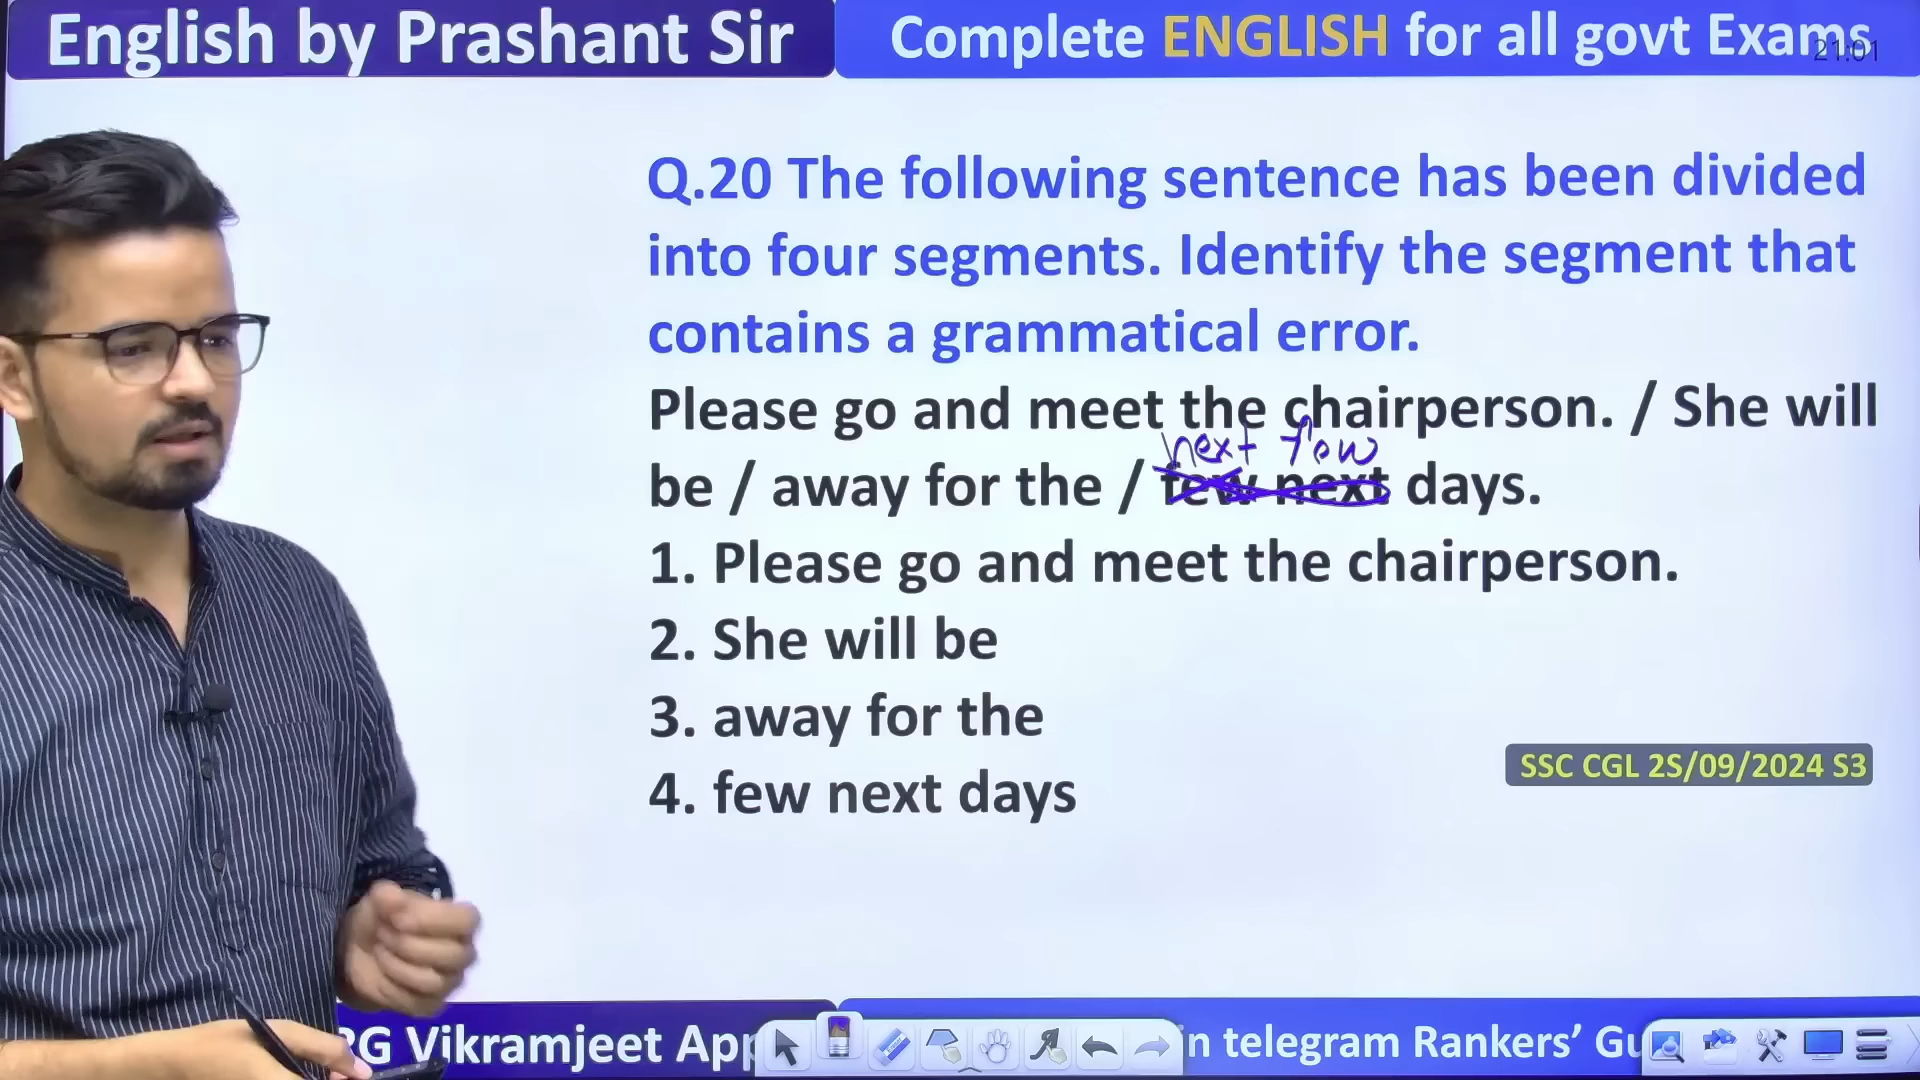 English by Prashant Sir
Complete ENGLISH for all govt Exams
21:01
Q.20 The following sentence has been divided
into four segments. Identify the segment that
contains a grammatical error.
Please go and meet the chairperson. / She will
next few
be / away for the / few next days.
1. Please go and meet the chairperson.
2. She will be
3. away for the
4. few next days
SSC CGL 2S/09/2024 S3
RG Vikramjeet App
in telegram Rankers’ Gu